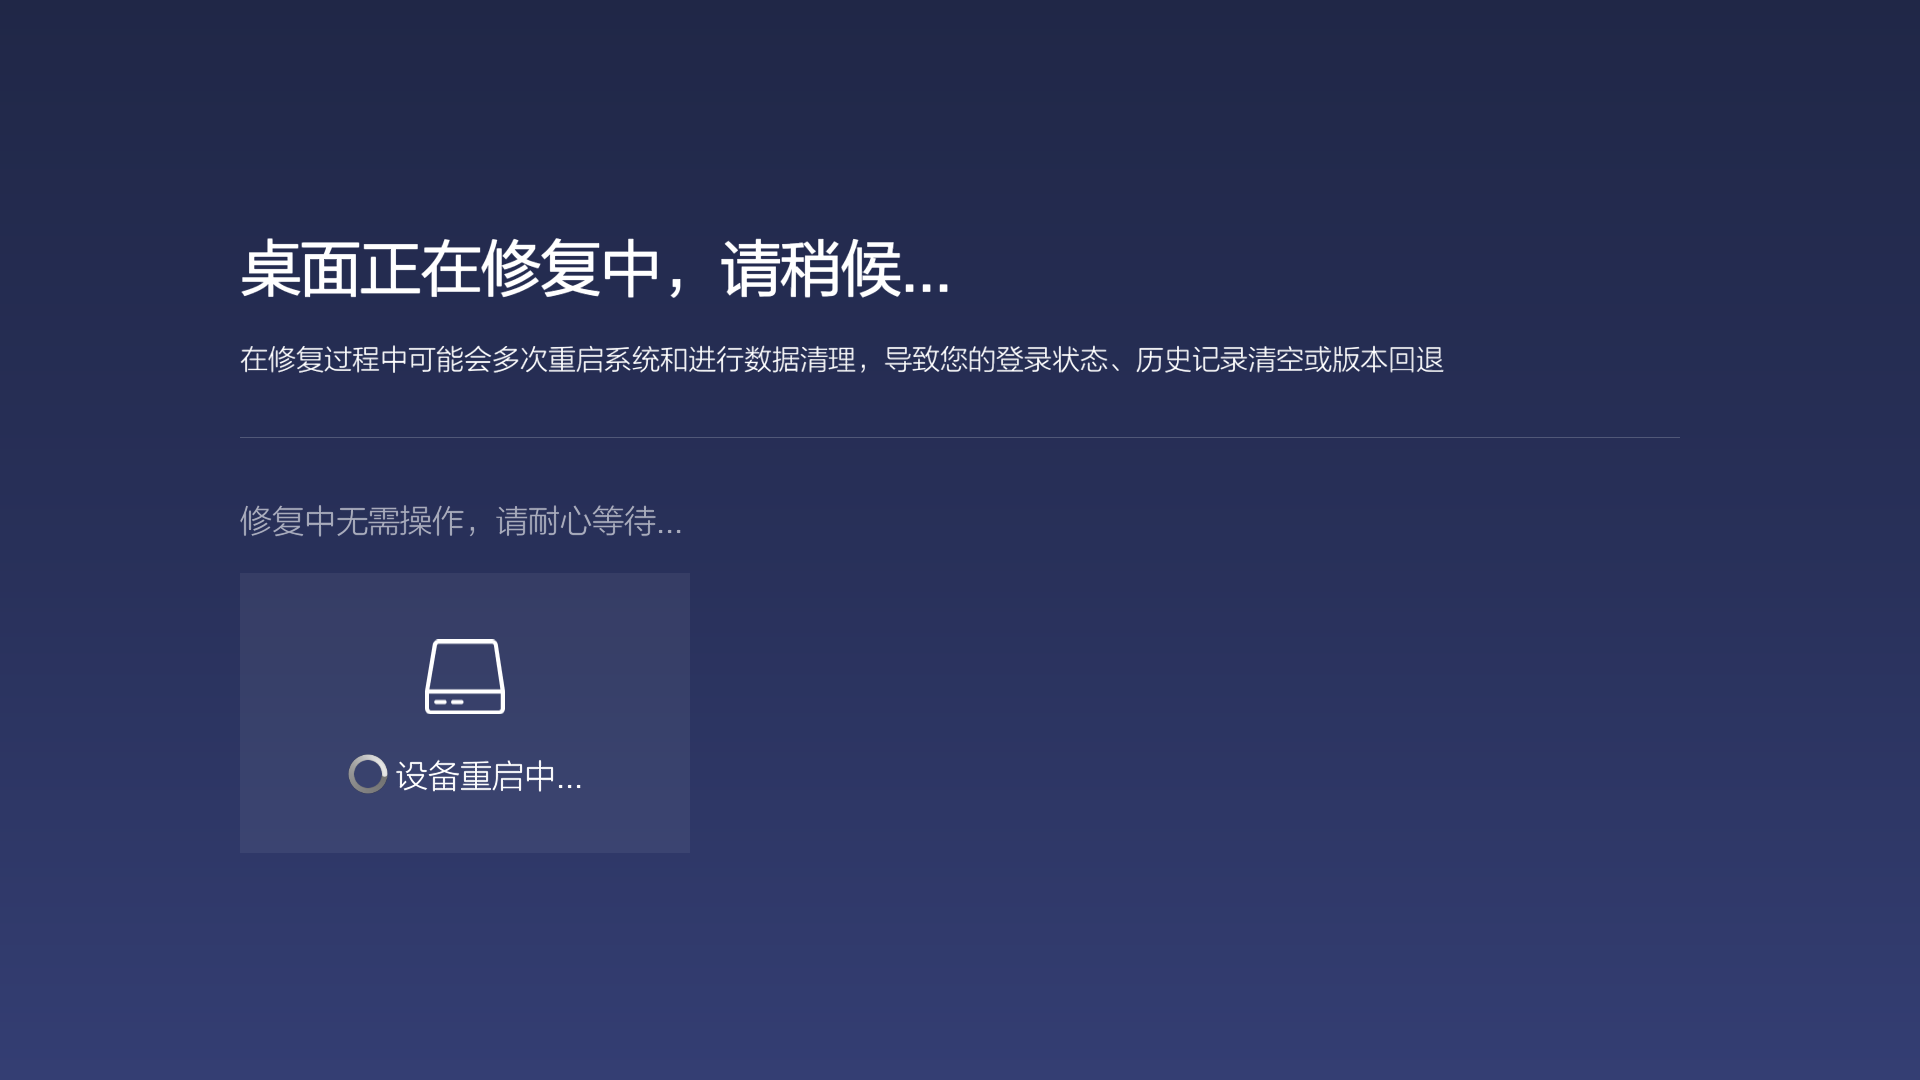 桌面正在修复中，请稍候...
在修复过程中可能会多次重启系统和进行数据清理，导致您的登录状态、历史记录清空或版本回退
修复中无需操作，请耐心等待...
设备重启中...